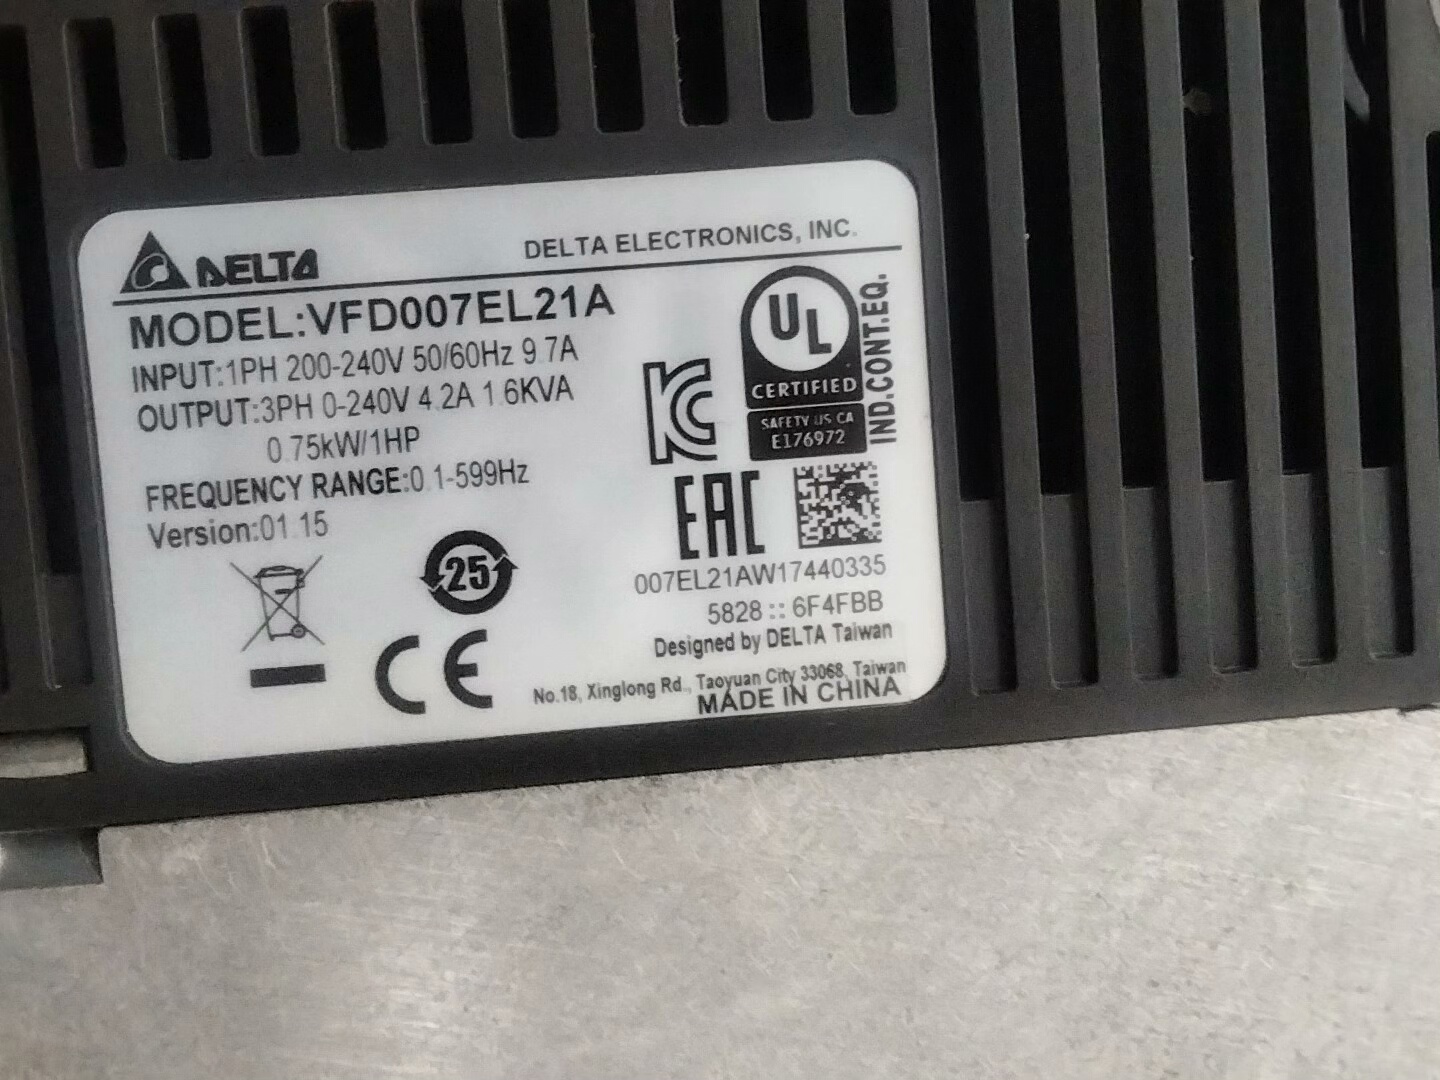 DELTA
DELTA ELECTRONICS, INC.
MODEL:VFD007EL21A
INPUT:1PH 200-240V 50/60Hz 9.7A
OUTPUT:3PH 0-240V 4.2A 1.6KVA
0.75kW/1HP
FREQUENCY RANGE:0.1-599Hz
Version:01.15
25
CE
KC
UL
CERTIFIED
SAFETY US CA
E176972
IND.CONT.EQ.
EAC
007EL21AW17440335
5828 :: 6F4FBB
Designed by DELTA Taiwan
No.18, Xinglong Rd., Taoyuan City 33068, Taiwan
MADE IN CHINA